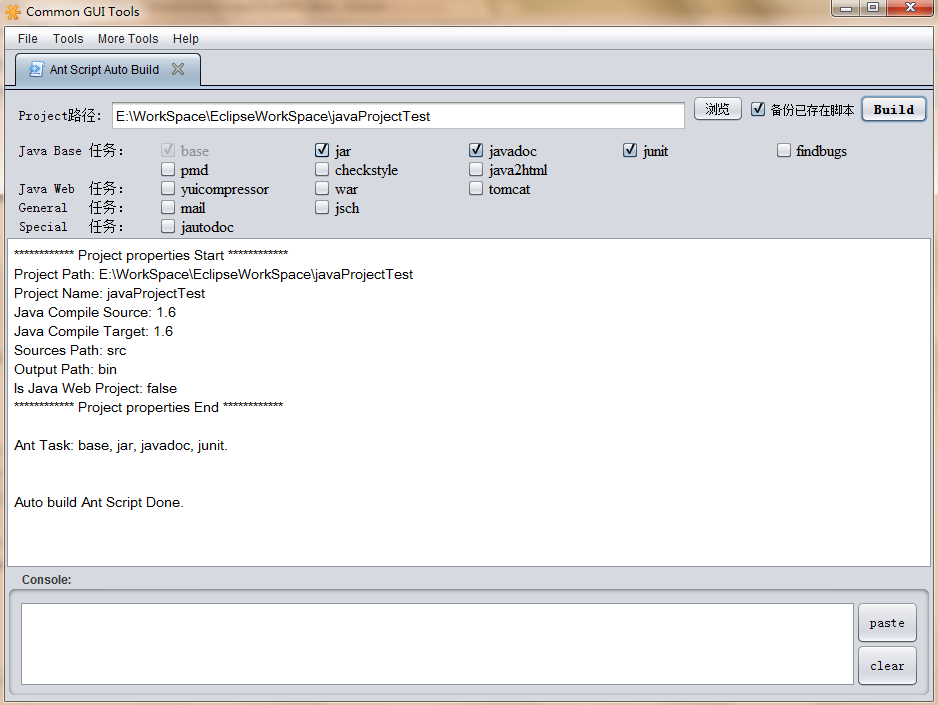 Common GUI Tools
File Tools More Tools Help
Ant Script Auto Build
Project路径: E:\WorkSpace\EclipseWorkSpace\javaProjectTest 浏览 备份已存在脚本 Build
Java Base 任务: base jar javadoc junit findbugs
pmd checkstyle java2html
Java Web 任务: yuicompressor war tomcat
General 任务: mail jsch
Special 任务: jautodoc
************ Project properties Start ************
Project Path: E:\WorkSpace\EclipseWorkSpace\javaProjectTest
Project Name: javaProjectTest
Java Compile Source: 1.6
Java Compile Target: 1.6
Sources Path: src
Output Path: bin
Is Java Web Project: false
************ Project properties End ************
Ant Task: base, jar, javadoc, junit.
Auto build Ant Script Done.
Console:
paste
clear